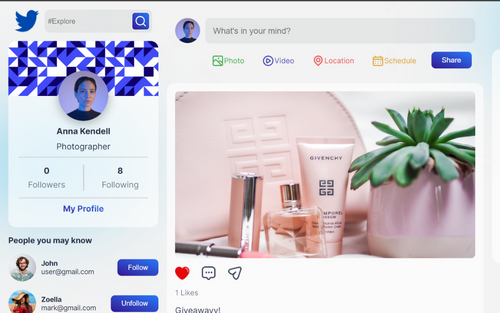 #Explore
Anna Kendell
Photographer
0
Followers
8
Following
My Profile
People you may know
John
user@gmail.com
Follow
Zoella
mark@gmail.com
Unfollow
What's in your mind?
Photo
Video
Location
Schedule
Share
GIVENCHY
1 Likes
Giveaway!